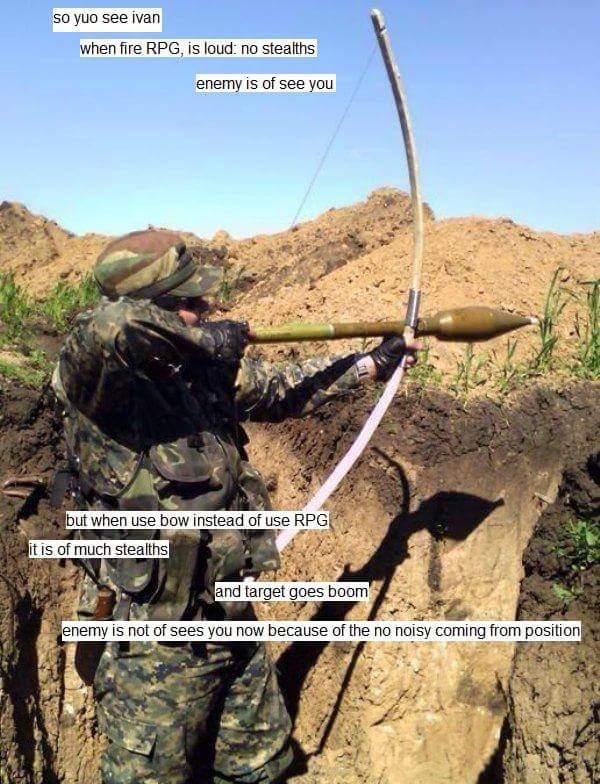 so yuo see ivan
when fire RPG, is loud: no stealths
enemy is of see you
but when use bow instead of use RPG
it is of much stealths
and target goes boom
enemy is not of sees you now because of the no noisy coming from position